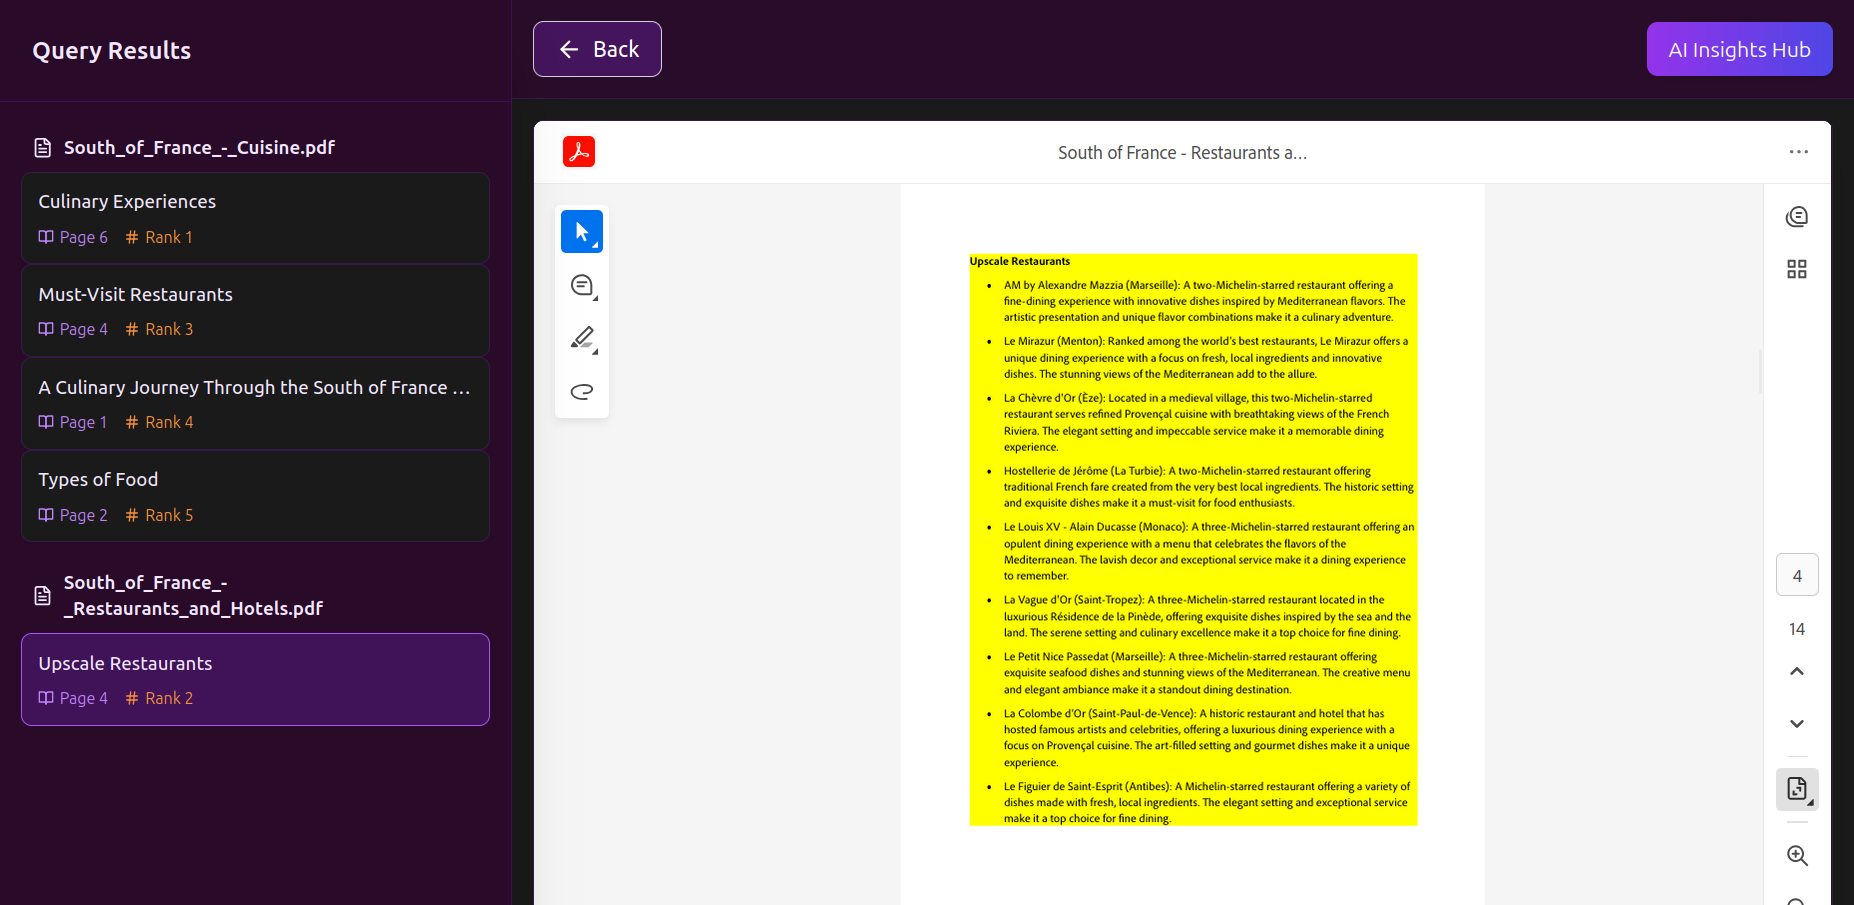 Query Results
South_of_France_-_Cuisine.pdf
Culinary Experiences
Page 6 # Rank 1
Must-Visit Restaurants
Page 4 # Rank 3
A Culinary Journey Through the South of France ...
Page 1 # Rank 4
Types of Food
Page 2 # Rank 5
South_of_France_-
_Restaurants_and_Hotels.pdf
Upscale Restaurants
Page 4 # Rank 2
Back
AI Insights Hub
South of France - Restaurants a...
Upscale Restaurants
• AM by Alexandre Mazzia (Marseille): A two-Michelin-starred restaurant offering a
fine-dining experience with innovative dishes inspired by Mediterranean flavors. The
artistic presentation and unique flavor combinations make it a culinary adventure.
• Le Mirazur (Menton): Ranked among the world's best restaurants, Le Mirazur offers a
unique dining experience with a focus on fresh, local ingredients and innovative
dishes. The stunning views of the Mediterranean add to the allure.
• La Chèvre d'Or (Èze): Located in a medieval village, this two-Michelin-starred
restaurant serves refined Provençal cuisine with breathtaking views of the French
Riviera. The elegant setting and impeccable service make it a memorable dining
experience.
• Hostellerie de Jérôme (La Turbie): A two-Michelin-starred restaurant offering
traditional French fare created from the very best local ingredients. The historic setting
and exquisite dishes make it a must-visit for food enthusiasts.
• Le Louis XV - Alain Ducasse (Monaco): A three-Michelin-starred restaurant offering an
opulent dining experience with a menu that celebrates the flavors of the
Mediterranean. The lavish decor and exceptional service make it a dining experience
to remember.
• La Vague d'Or (Saint-Tropez): A three-Michelin-starred restaurant located in the
luxurious Résidence de la Pinède, offering exquisite dishes inspired by the sea and the
land. The serene setting and culinary excellence make it a top choice for fine dining.
• Le Petit Nice Passedat (Marseille): A three-Michelin-starred restaurant offering
exquisite seafood dishes and stunning views of the Mediterranean. The creative menu
and elegant ambiance make it a standout dining destination.
• La Colombe d'Or (Saint-Paul-de-Vence): A historic restaurant and hotel that has
hosted famous artists and celebrities, offering a luxurious dining experience with a
focus on Provençal cuisine. The art-filled setting and gourmet dishes make it a unique
experience.
• Le Figuier de Saint-Esprit (Antibes): A Michelin-starred restaurant offering a variety of
dishes made with fresh, local ingredients. The elegant setting and exceptional service
make it a top choice for fine dining.
4
14